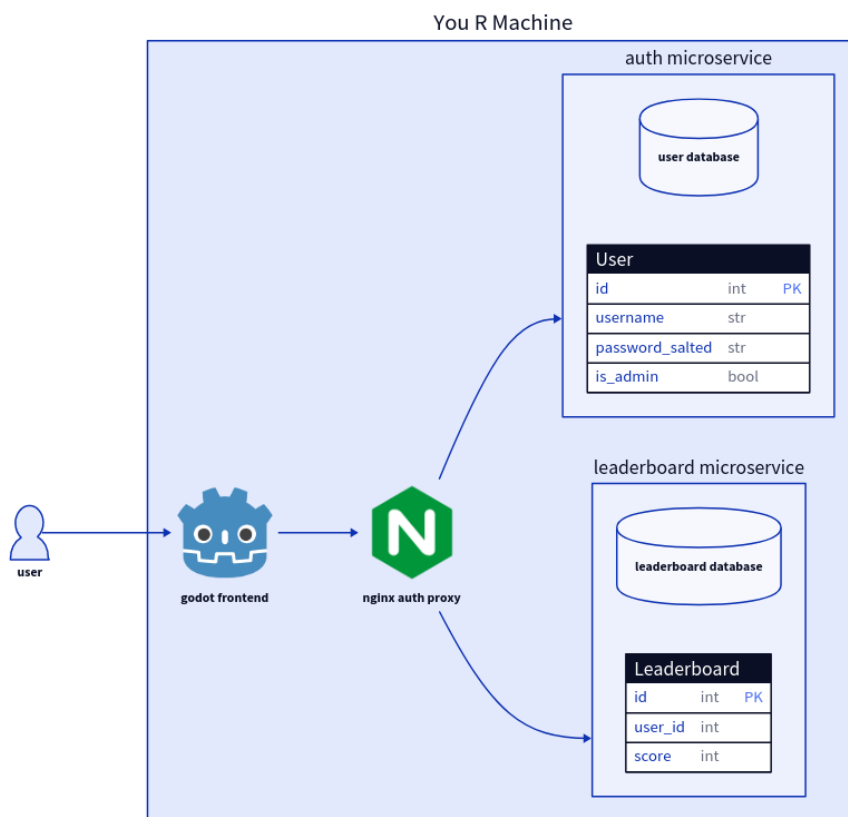 You R Machine
auth microservice
user database
User
id int PK
username str
password_salted str
is_admin bool
leaderboard microservice
leaderboard database
Leaderboard
id int PK
user_id int
score int
user
godot frontend
N
nginx auth proxy